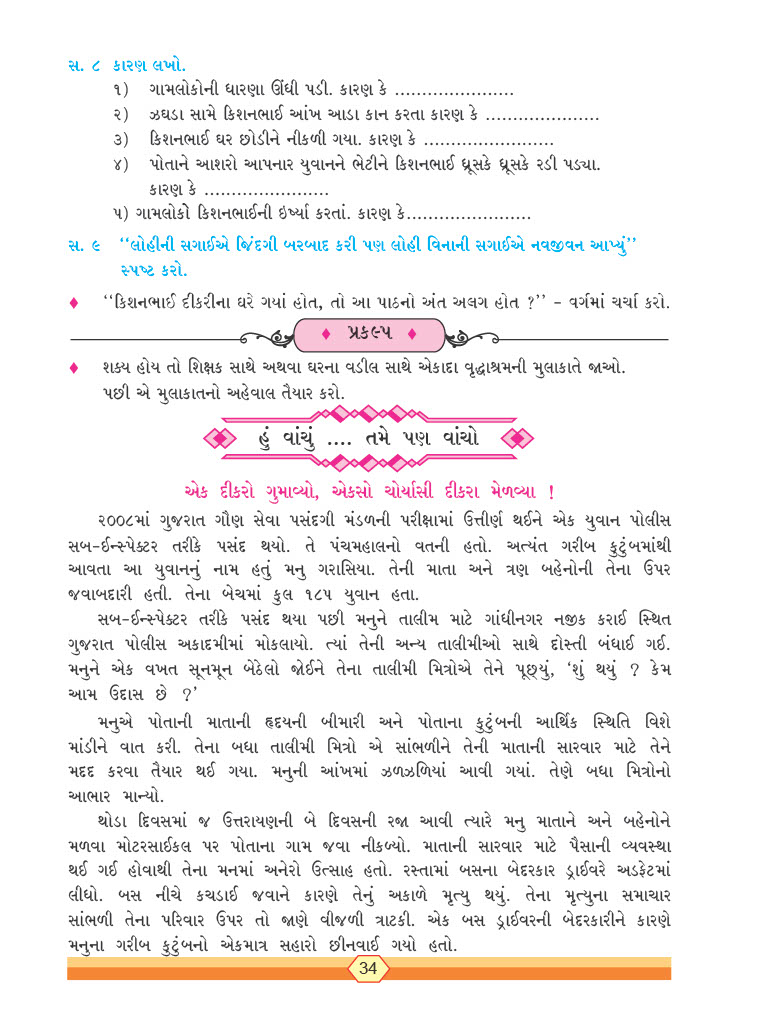 સ. ૮ કારણ લખો.
૧) ગામલોકોની ધારણા ઊંધી પડી. કારણ કે ......................
૨) ઝઘડા સામે કિશનભાઈ આંખ આડા કાન કરતા કારણ કે .....................
૩) કિશનભાઈ ઘર છોડીને નીકળી ગયા. કારણ કે ........................
૪) પોતાને આશરો આપનાર યુવાનને ભેટીને કિશનભાઈ ધ્રૂસકે ધ્રૂસકે રડી પડ્યા.
કારણ કે .......................
૫) ગામલોકો કિશનભાઈની ઇર્ષ્યા કરતાં. કારણ કે.......................
સ. ૯ ‘‘લોહીની સગાઈએ જિંદગી બરબાદ કરી પણ લોહી વિનાની સગાઈએ નવજીવન આપ્યું’’
સ્પષ્ટ કરો.
♦ ‘‘કિશનભાઈ દીકરીના ઘરે ગયાં હોત, તો આ પાઠનો અંત અલગ હોત ?’’ - વર્ગમાં ચર્ચા કરો.
♦ પ્રકલ્પ ♦
♦ શક્ય હોય તો શિક્ષક સાથે અથવા ઘરના વડીલ સાથે એકાદા વૃદ્ધાશ્રમની મુલાકાતે જાઓ.
પછી એ મુલાકાતનો અહેવાલ તૈયાર કરો.
હું વાંચું .... તમે પણ વાંચો
એક દીકરો ગુમાવ્યો, એકસો ચોર્યાસી દીકરા મેળવ્યા !
૨૦૦૮માં ગુજરાત ગૌણ સેવા પસંદગી મંડળની પરીક્ષામાં ઉત્તીર્ણ થઈને એક યુવાન પોલીસ
સબ-ઈન્સ્પેક્ટર તરીકે પસંદ થયો. તે પંચમહાલનો વતની હતો. અત્યંત ગરીબ કુટુંબમાંથી
આવતા આ યુવાનનું નામ હતું મનુ ગરાસિયા. તેની માતા અને ત્રણ બહેનોની તેના ઉપર
જવાબદારી હતી. તેના બેચમાં કુલ ૧૮૫ યુવાન હતા.
સબ-ઈન્સ્પેક્ટર તરીકે પસંદ થયા પછી મનુને તાલીમ માટે ગાંધીનગર નજીક કરાઈ સ્થિત
ગુજરાત પોલીસ અકાદમીમાં મોકલાયો. ત્યાં તેની અન્ય તાલીમીઓ સાથે દોસ્તી બંધાઈ ગઈ.
મનુને એક વખત સૂનમૂન બેઠેલો જોઈને તેના તાલીમી મિત્રોએ તેને પૂછ્યું, ‘શું થયું ? કેમ
આમ ઉદાસ છે ?’
મનુએ પોતાની માતાની હૃદયની બીમારી અને પોતાના કુટુંબની આર્થિક સ્થિતિ વિશે
માંડીને વાત કરી. તેના બધા તાલીમી મિત્રો એ સાંભળીને તેની માતાની સારવાર માટે તેને
મદદ કરવા તૈયાર થઈ ગયા. મનુની આંખમાં ઝળઝળિયાં આવી ગયાં. તેણે બધા મિત્રોનો
આભાર માન્યો.
થોડા દિવસમાં જ ઉત્તરાયણની બે દિવસની રજા આવી ત્યારે મનુ માતાને અને બહેનોને
મળવા મોટરસાઈકલ પર પોતાના ગામ જવા નીકળ્યો. માતાની સારવાર માટે પૈસાની વ્યવસ્થા
થઈ ગઈ હોવાથી તેના મનમાં અનેરો ઉત્સાહ હતો. રસ્તામાં બસના બેદરકાર ડ્રાઈવરે અડફેટમાં
લીધો. બસ નીચે કચડાઈ જવાને કારણે તેનું અકાળે મૃત્યુ થયું. તેના મૃત્યુના સમાચાર
સાંભળી તેના પરિવાર ઉપર તો જાણે વીજળી ત્રાટકી. એક બસ ડ્રાઈવરની બેદરકારીને કારણે
મનુના ગરીબ કુટુંબનો એકમાત્ર સહારો છીનવાઈ ગયો હતો.
34